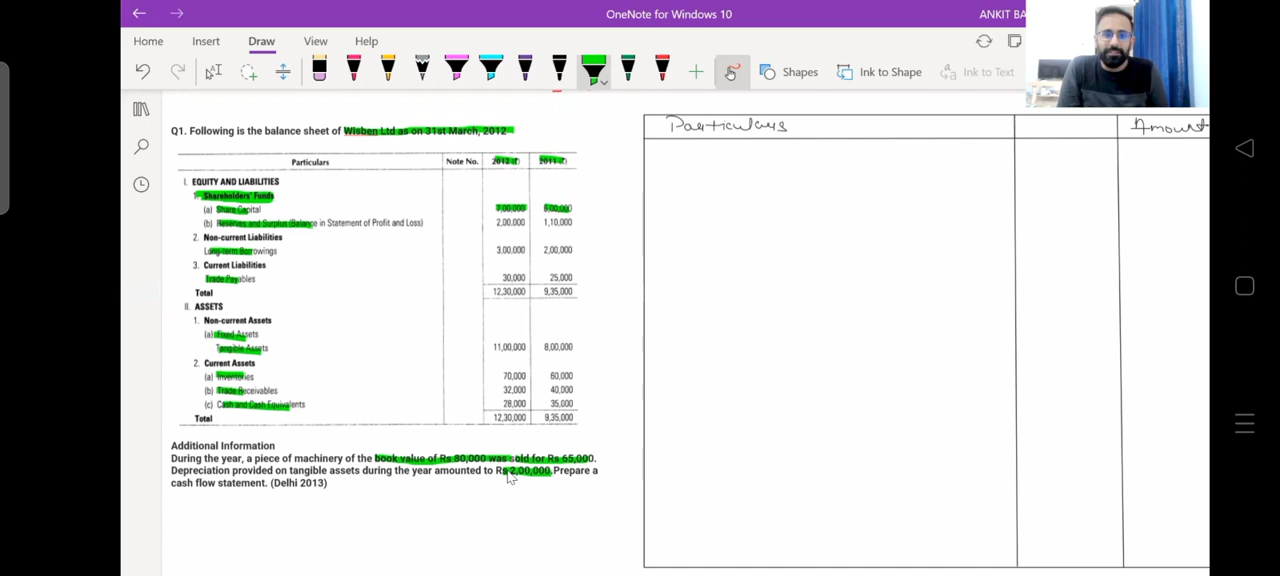 OneNote for Windows 10
ANKIT BA
Home Insert Draw View Help
Shapes Ink to Shape Ink to Text
Q1. Following is the balance sheet of Wisben Ltd as on 31st March, 2012
Particulars Note No. 2012 (₹) 2011 (₹)
I. EQUITY AND LIABILITIES
1. Shareholders' Funds
(a) Share Capital 7,00,000 6,00,000
(b) Reserves and Surplus (Balance in Statement of Profit and Loss) 2,00,000 1,10,000
2. Non-current Liabilities
Long-term Borrowings 3,00,000 2,00,000
3. Current Liabilities
Trade Payables 30,000 25,000
Total 12,30,000 9,35,000
II. ASSETS
1. Non-current Assets
(a) Fixed Assets
Tangible Assets 11,00,000 8,00,000
2. Current Assets
(a) Inventories 70,000 60,000
(b) Trade Receivables 32,000 40,000
(c) Cash and Cash Equivalents 28,000 35,000
Total 12,30,000 9,35,000
Additional Information
During the year, a piece of machinery of the book value of Rs 80,000 was sold for Rs 65,000.
Depreciation provided on tangible assets during the year amounted to Rs 2,00,000.Prepare a
cash flow statement. (Delhi 2013)
Particulars Amount